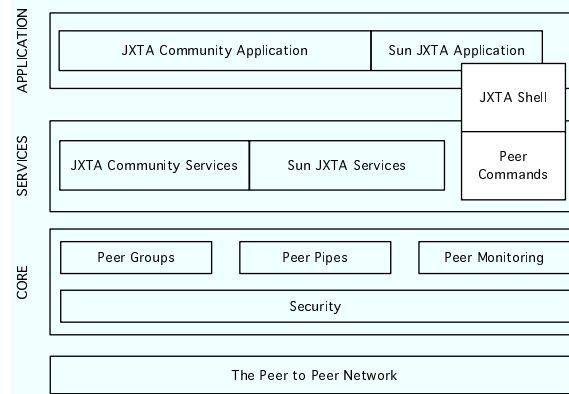 APPLICATION
JXTA Community Application
Sun JXTA Application
JXTA Shell
SERVICES
JXTA Community Services
Sun JXTA Services
Peer
Commands
CORE
Peer Groups
Peer Pipes
Peer Monitoring
Security
The Peer to Peer Network